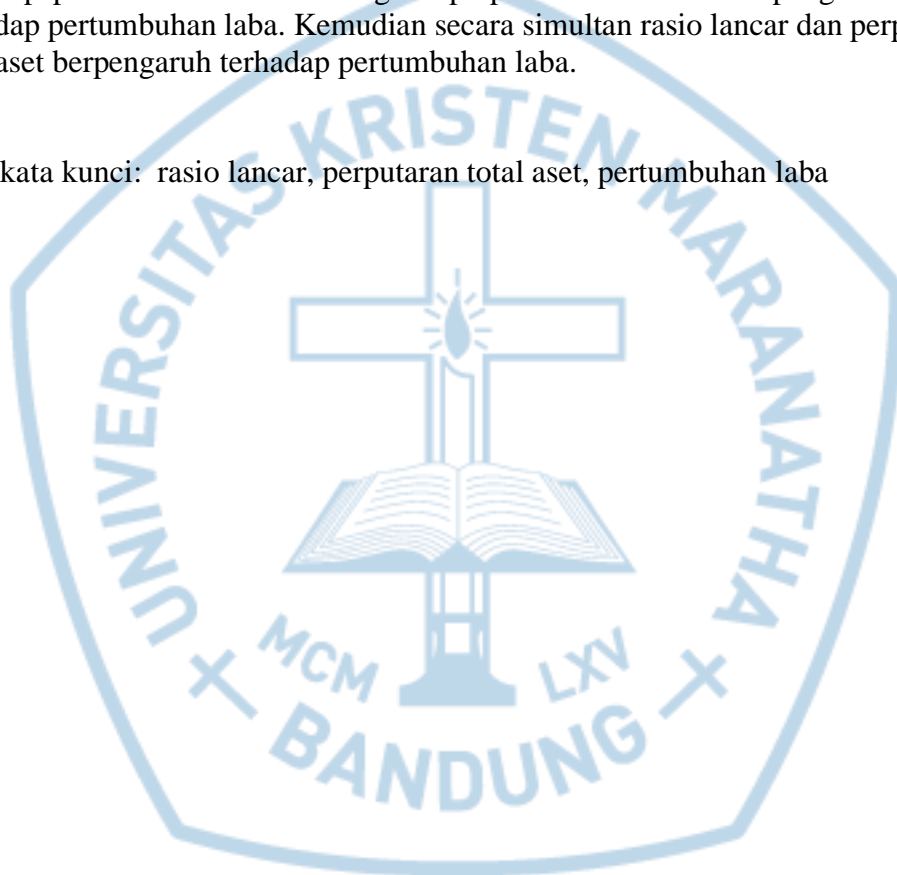 dap pertumbuhan laba. Kemudian secara simultan rasio lancar dan perp
aset berpengaruh terhadap pertumbuhan laba.
kata kunci: rasio lancar, perputaran total aset, pertumbuhan laba
UNIVERSITAS KRISTEN MARANATHA
MCM LXV
BANDUNG